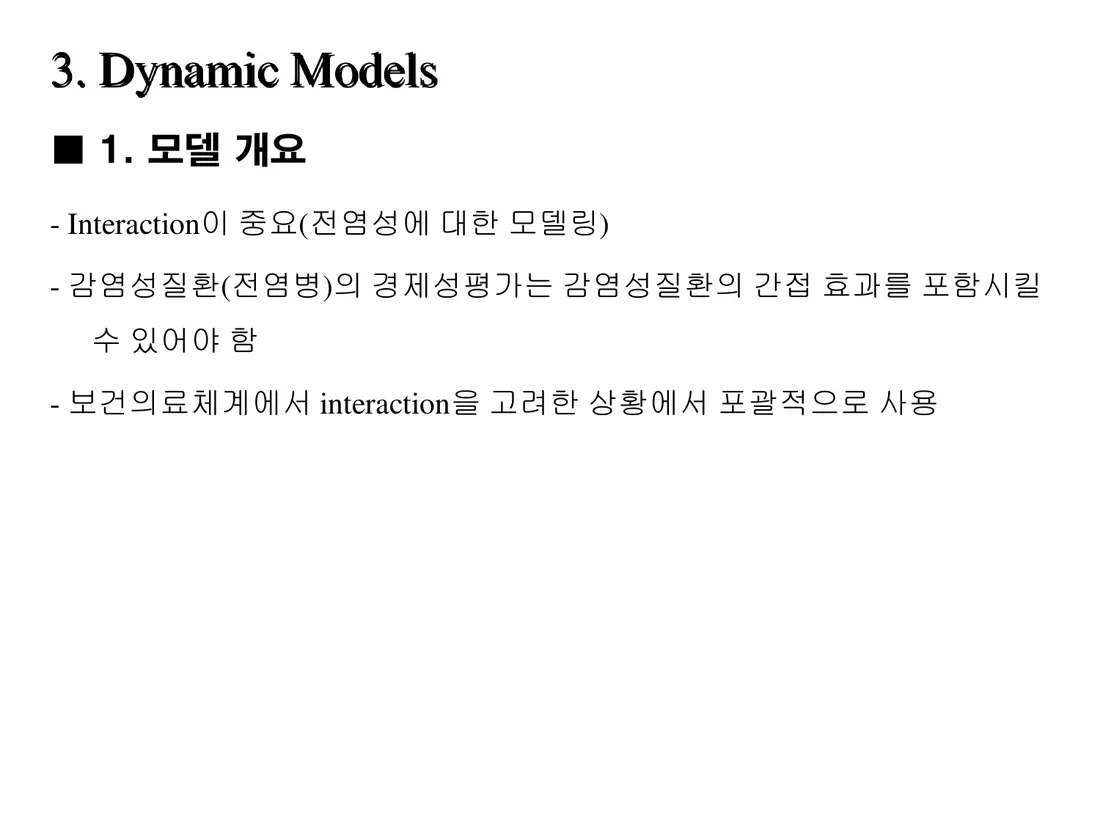 3. Dynamic Models
■ 1. 모델 개요
- Interaction이 중요(전염성에 대한 모델링)
- 감염성질환(전염병)의 경제성평가는 감염성질환의 간접 효과를 포함시킬
수 있어야 함
- 보건의료체계에서 interaction을 고려한 상황에서 포괄적으로 사용